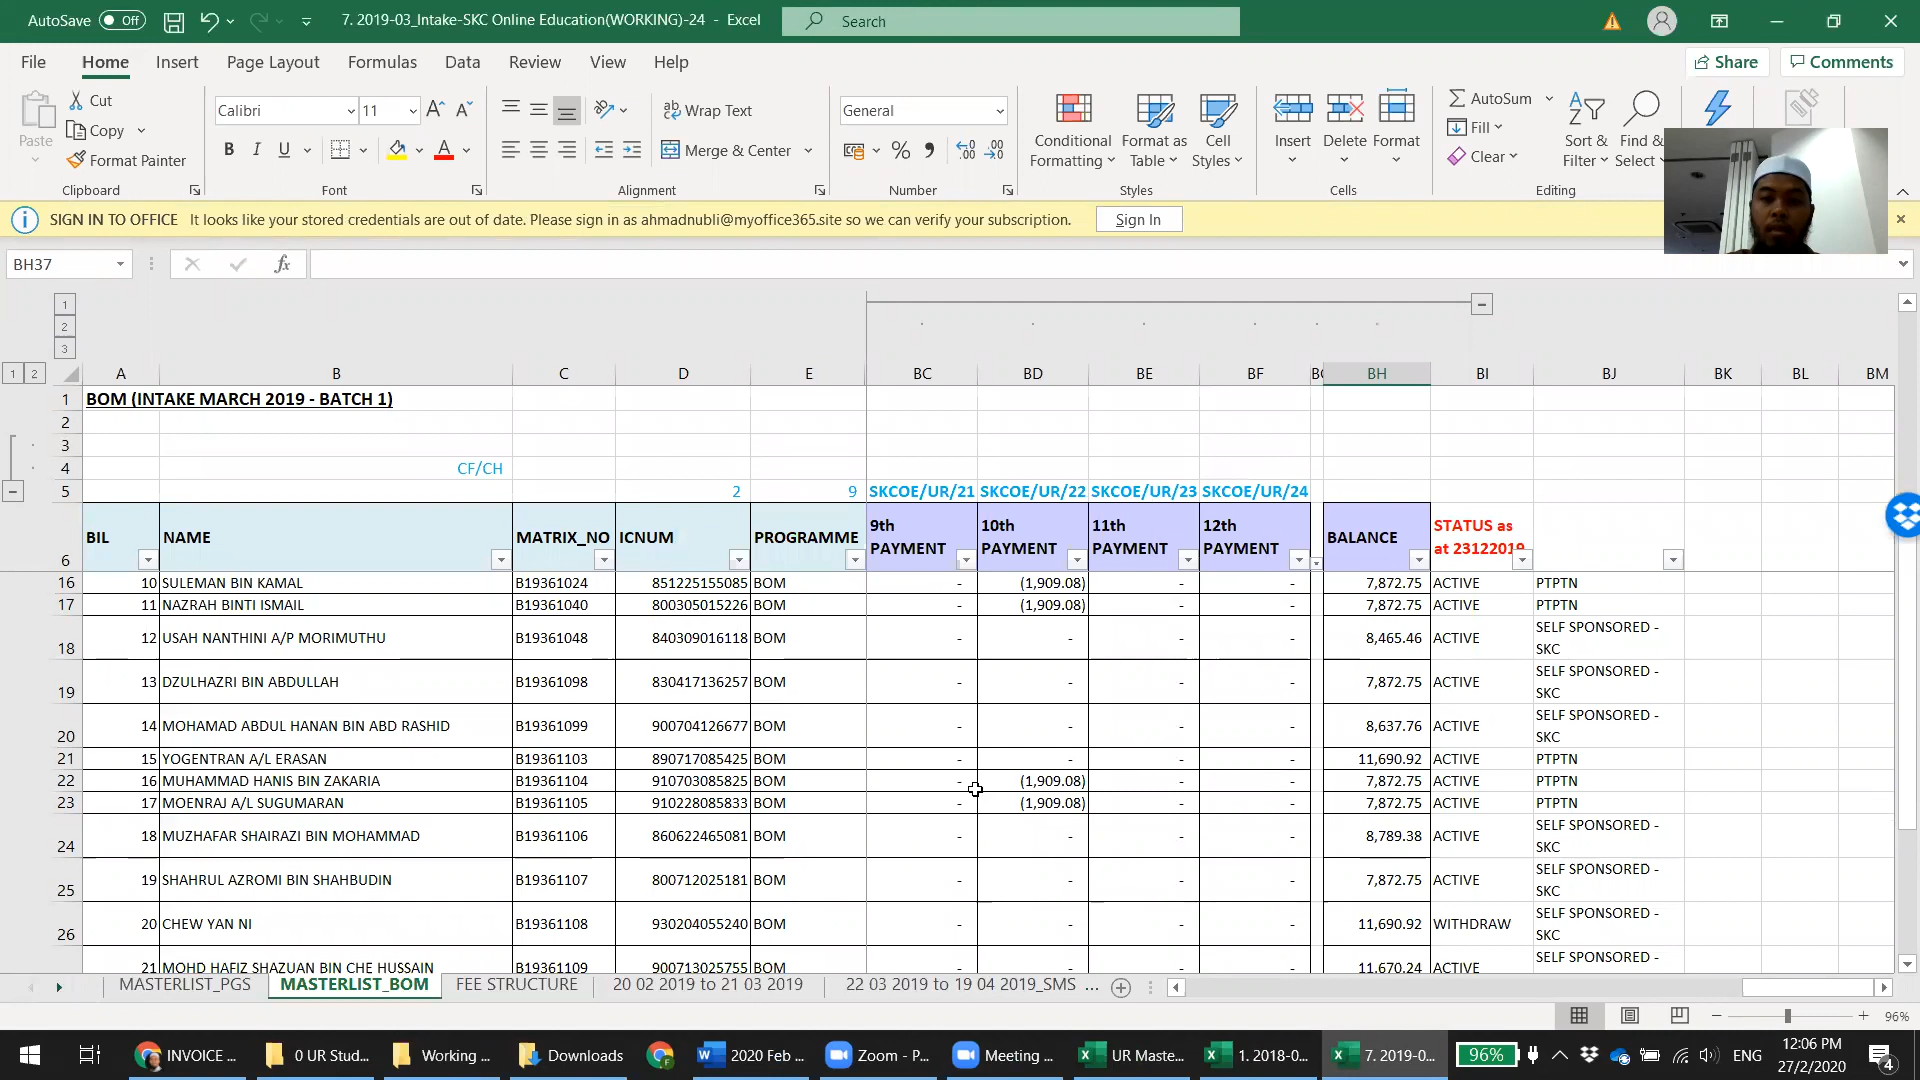 AutoSave Off 7. 2019-03_Intake-SKC Online Education(WORKING)-24 - Excel Search
File Home Insert Page Layout Formulas Data Review View Help Share Comments
Cut Calibri 11 Wrap Text General AutoSum
Copy Fill
Paste Format Painter B I U Merge & Center Conditional Formatting Format as Table Cell Styles Insert Delete Format Clear Sort & Filter Find & Select
Clipboard Font Alignment Number Styles Cells Editing
SIGN IN TO OFFICE It looks like your stored credentials are out of date. Please sign in as ahmadnubli@myoffice365.site so we can verify your subscription. Sign In
BH37 fx
1
2
3
1 2 A B C D E BC BD BE BF BH BI BJ BK BL BM
1 BOM (INTAKE MARCH 2019 - BATCH 1)
2
3
4 CF/CH
5 2 9 SKCOE/UR/21 SKCOE/UR/22 SKCOE/UR/23 SKCOE/UR/24
6 BIL NAME MATRIX_NO ICNUM PROGRAMME 9th PAYMENT 10th PAYMENT 11th PAYMENT 12th PAYMENT BALANCE STATUS as at 23122019
16 10 SULEMAN BIN KAMAL B19361024 851225155085 BOM - (1,909.08) - - 7,872.75 ACTIVE PTPTN
17 11 NAZRAH BINTI ISMAIL B19361040 800305015226 BOM - (1,909.08) - - 7,872.75 ACTIVE PTPTN
18 12 USAH NANTHINI A/P MORIMUTHU B19361048 840309016118 BOM - - - - 8,465.46 ACTIVE SELF SPONSORED - SKC
19 13 DZULHAZRI BIN ABDULLAH B19361098 830417136257 BOM - - - - 7,872.75 ACTIVE SELF SPONSORED - SKC
20 14 MOHAMAD ABDUL HANAN BIN ABD RASHID B19361099 900704126677 BOM - - - - 8,637.76 ACTIVE SELF SPONSORED - SKC
21 15 YOGENTRAN A/L ERASAN B19361103 890717085425 BOM - - - - 11,690.92 ACTIVE PTPTN
22 16 MUHAMMAD HANIS BIN ZAKARIA B19361104 910703085825 BOM - (1,909.08) - - 7,872.75 ACTIVE PTPTN
23 17 MOENRAJ A/L SUGUMARAN B19361105 910228085833 BOM - (1,909.08) - - 7,872.75 ACTIVE PTPTN
24 18 MUZHAFAR SHAIRAZI BIN MOHAMMAD B19361106 860622465081 BOM - - - - 8,789.38 ACTIVE SELF SPONSORED - SKC
25 19 SHAHRUL AZROMI BIN SHAHBUDIN B19361107 800712025181 BOM - - - - 7,872.75 ACTIVE SELF SPONSORED - SKC
26 20 CHEW YAN NI B19361108 930204055240 BOM - - - - 11,690.92 WITHDRAW SELF SPONSORED - SKC
21 MOHD HAFIZ SHAZUAN BIN CHE HUSSAIN B19361109 900713025755 BOM - - - - 11,670.24 ACTIVE SELF SPONSORED -
MASTERLIST_PGS MASTERLIST_BOM FEE STRUCTURE 20 02 2019 to 21 03 2019 22 03 2019 to 19 04 2019_SMS ...
96%
INVOICE ... 0 UR Stud... Working ... Downloads 2020 Feb ... Zoom - P... Meeting ... UR Maste... 1. 2018-0... 7. 2019-0... 96% ENG 12:06 PM
27/2/2020 4